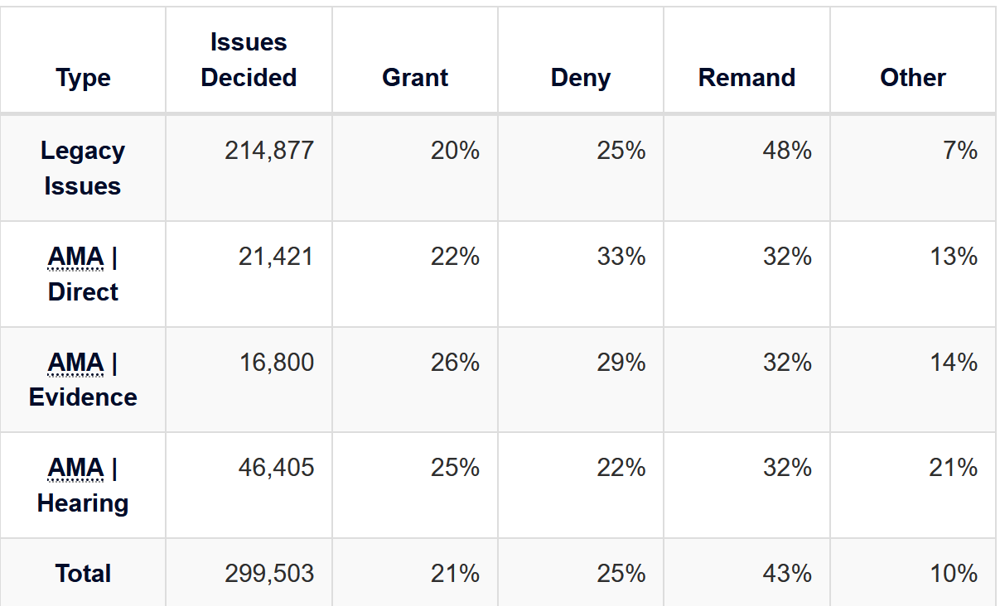 Type Issues Decided Grant Deny Remand Other
Legacy Issues 214,877 20% 25% 48% 7%
AMA | Direct 21,421 22% 33% 32% 13%
AMA | Evidence 16,800 26% 29% 32% 14%
AMA | Hearing 46,405 25% 22% 32% 21%
Total 299,503 21% 25% 43% 10%